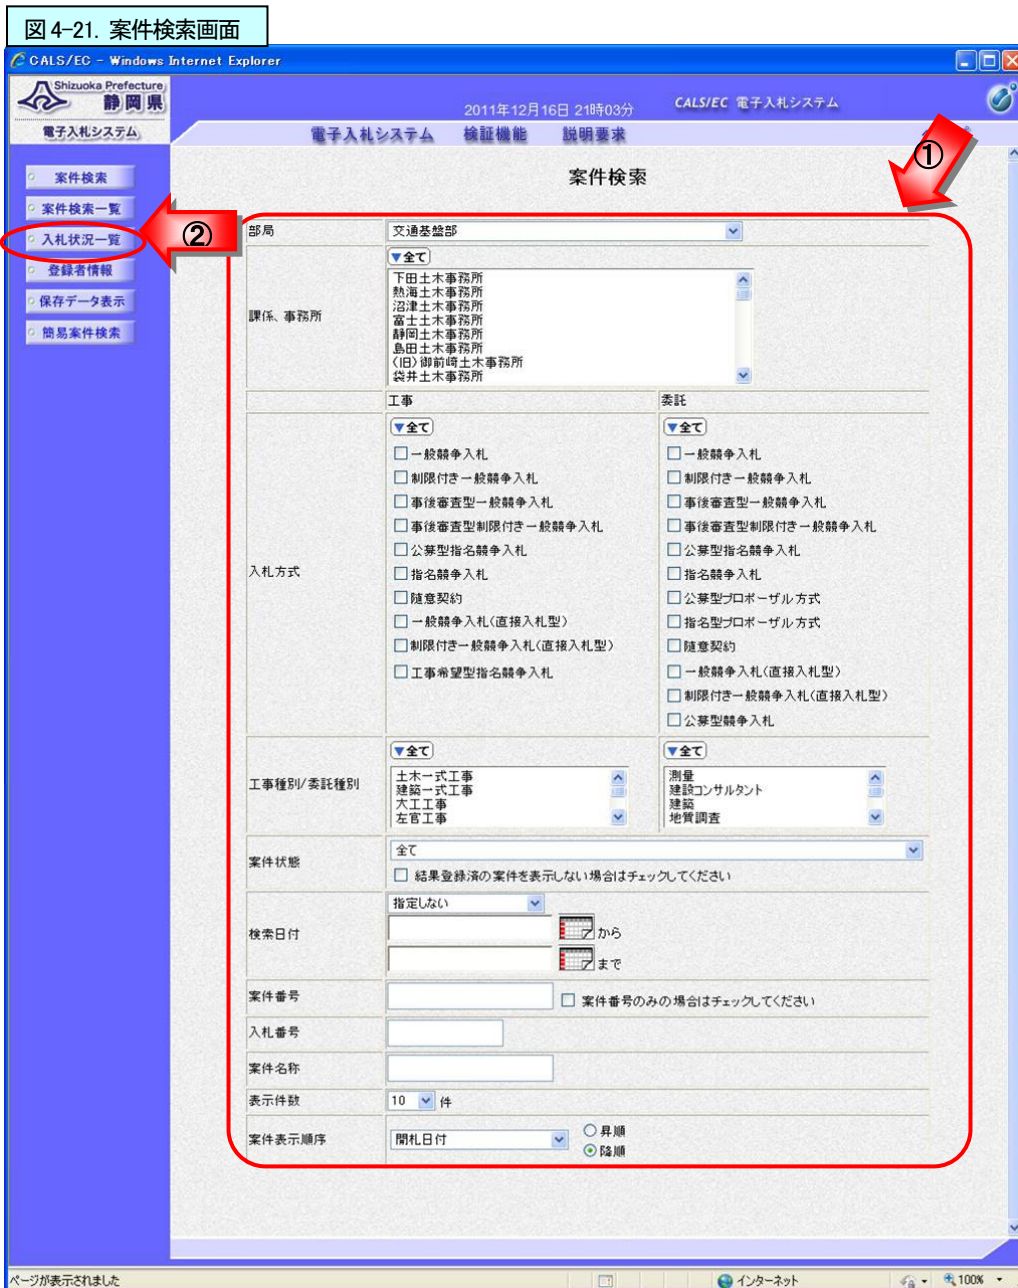 図 4-21. 案件検索画面
CALS/EC - Windows Internet Explorer
Shizuoka Prefecture
静岡県
電子入札システム
2011年12月16日 21時03分
CALS/EC 電子入札システム
電子入札システム 検証機能 説明要求
①
案件検索
案件検索
案件検索一覧
入札状況一覧
登録者情報
保存データ表示
簡易案件検索
②
部局 交通基盤部
課係、事務所
▼全て
下田土木事務所
熱海土木事務所
沼津土木事務所
富士土木事務所
静岡土木事務所
島田土木事務所
(旧)御前崎土木事務所
袋井土木事務所
工事 委託
入札方式
▼全て
一般競争入札
制限付き一般競争入札
事後審査型一般競争入札
事後審査型制限付き一般競争入札
公募型指名競争入札
指名競争入札
随意契約
一般競争入札(直接入札型)
制限付き一般競争入札(直接入札型)
工事希望型指名競争入札
▼全て
一般競争入札
制限付き一般競争入札
事後審査型一般競争入札
事後審査型制限付き一般競争入札
公募型指名競争入札
指名競争入札
公募型プロポーザル方式
指名型プロポーザル方式
随意契約
一般競争入札(直接入札型)
制限付き一般競争入札(直接入札型)
公募型競争入札
工事種別/委託種別
▼全て
土木一式工事
建築一式工事
大工工事
左官工事
▼全て
測量
建設コンサルタント
建築
地質調査
案件状態
全て
結果登録済の案件を表示しない場合はチェックしてください
検索日付
指定しない
から
まで
案件番号
案件番号のみの場合はチェックしてください
入札番号
案件名称
表示件数 10 件
案件表示順序 開札日付
昇順
降順
ページが表示されました
インターネット
100%